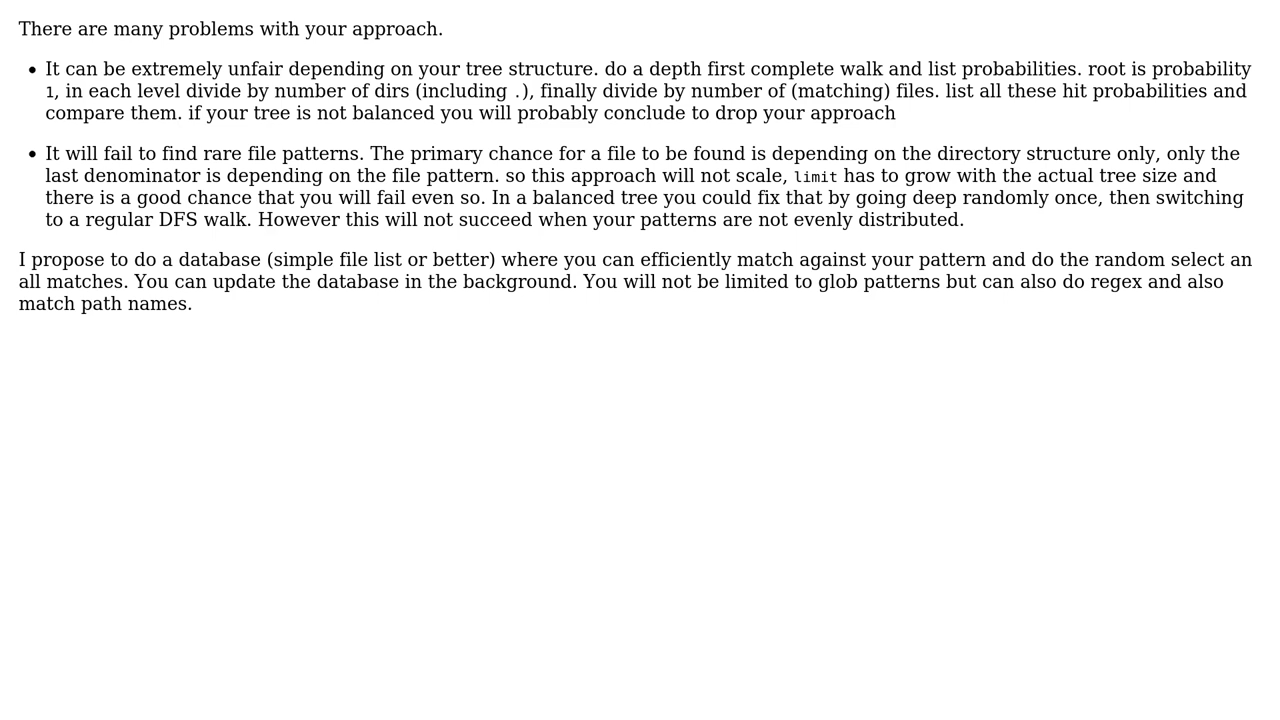 There are many problems with your approach.
• It can be extremely unfair depending on your tree structure. do a depth first complete walk and list probabilities. root is probability
1, in each level divide by number of dirs (including .), finally divide by number of (matching) files. list all these hit probabilities and
compare them. if your tree is not balanced you will probably conclude to drop your approach
• It will fail to find rare file patterns. The primary chance for a file to be found is depending on the directory structure only, only the
last denominator is depending on the file pattern. so this approach will not scale, limit has to grow with the actual tree size and
there is a good chance that you will fail even so. In a balanced tree you could fix that by going deep randomly once, then switching
to a regular DFS walk. However this will not succeed when your patterns are not evenly distributed.
I propose to do a database (simple file list or better) where you can efficiently match against your pattern and do the random select an
all matches. You can update the database in the background. You will not be limited to glob patterns but can also do regex and also
match path names.